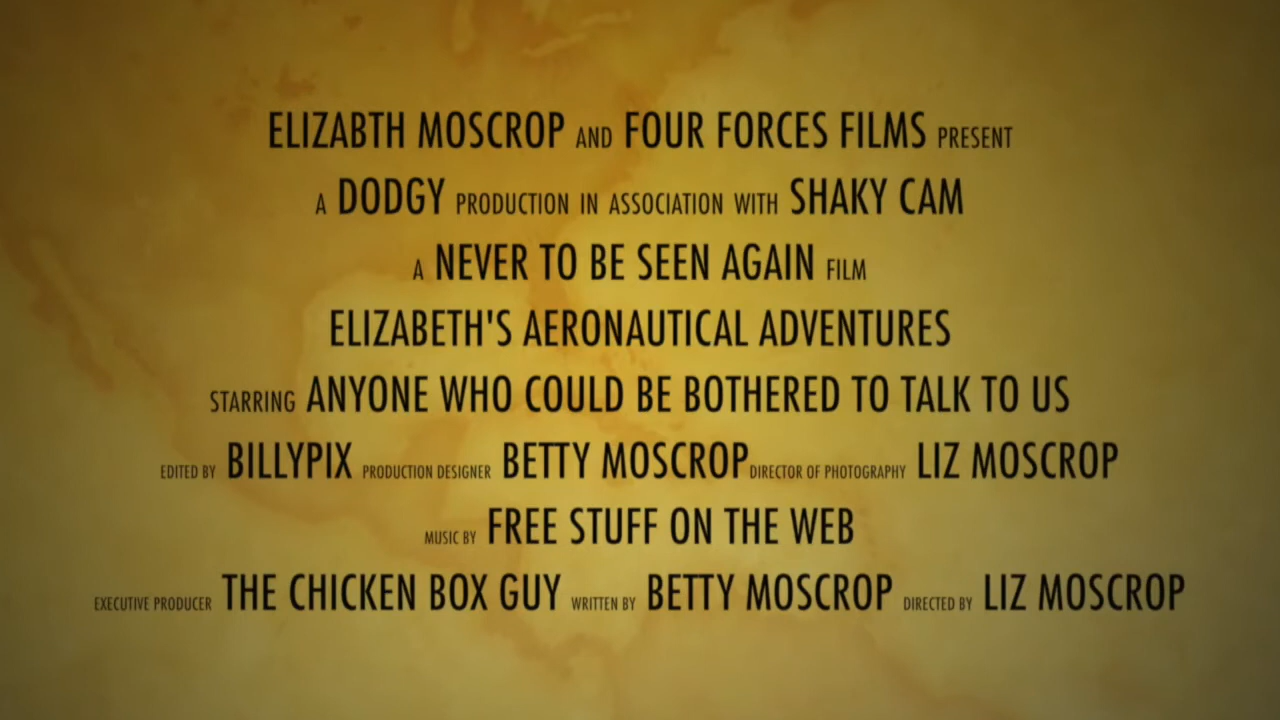 ELIZABTH MOSCROP AND FOUR FORCES FILMS PRESENT
A DODGY PRODUCTION IN ASSOCIATION WITH SHAKY CAM
A NEVER TO BE SEEN AGAIN FILM
ELIZABETH'S AERONAUTICAL ADVENTURES
STARRING ANYONE WHO COULD BE BOTHERED TO TALK TO US
EDITED BY BILLYPIX PRODUCTION DESIGNER BETTY MOSCROP DIRECTOR OF PHOTOGRAPHY LIZ MOSCROP
MUSIC BY FREE STUFF ON THE WEB
EXECUTIVE PRODUCER THE CHICKEN BOX GUY WRITTEN BY BETTY MOSCROP DIRECTED BY LIZ MOSCROP